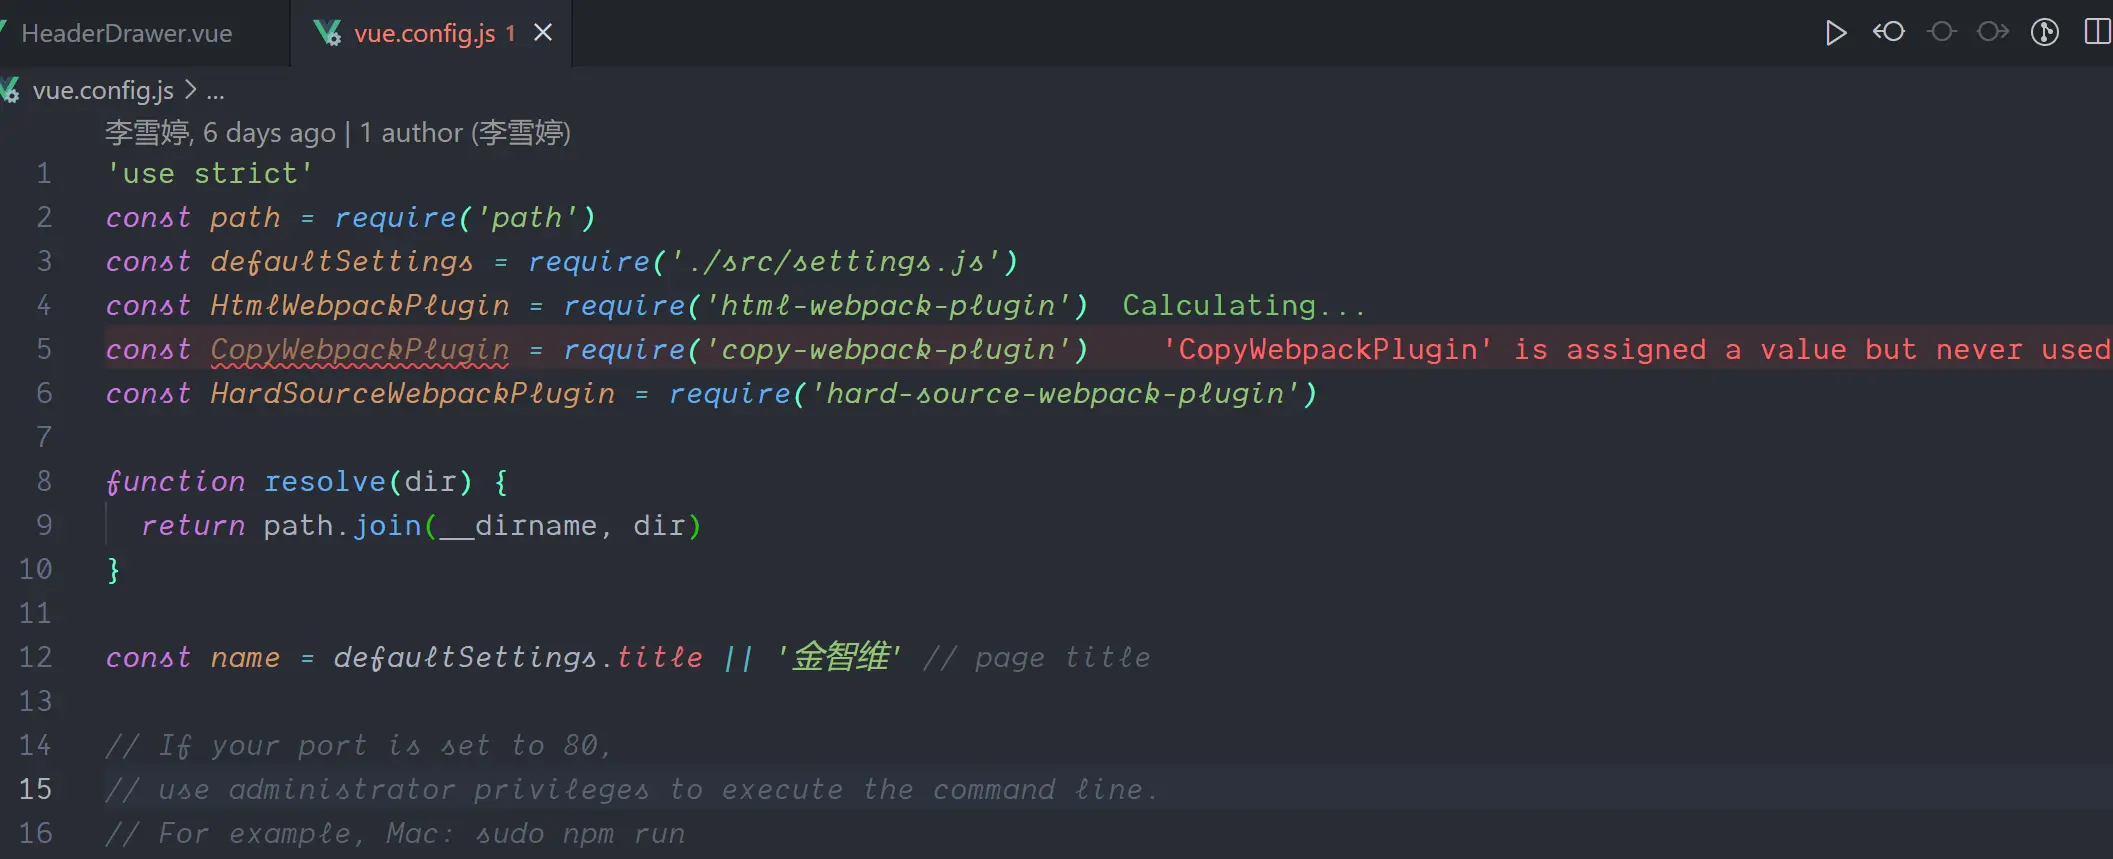 HeaderDrawer.vue
vue.config.js 1
vue.config.js > ...
李雪婷, 6 days ago | 1 author (李雪婷)
1 'use strict'
2 const path = require('path')
3 const defaultSettings = require('./src/settings.js')
4 const HtmlWebpackPlugin = require('html-webpack-plugin') Calculating...
5 const CopyWebpackPlugin = require('copy-webpack-plugin') 'CopyWebpackPlugin' is assigned a value but never used
6 const HardSourceWebpackPlugin = require('hard-source-webpack-plugin')
7
8 function resolve(dir) {
9 return path.join(__dirname, dir)
10 }
11
12 const name = defaultSettings.title || '金智维' // page title
13
14 // If your port is set to 80,
15 // use administrator privileges to execute the command line.
16 // For example, Mac: sudo npm run